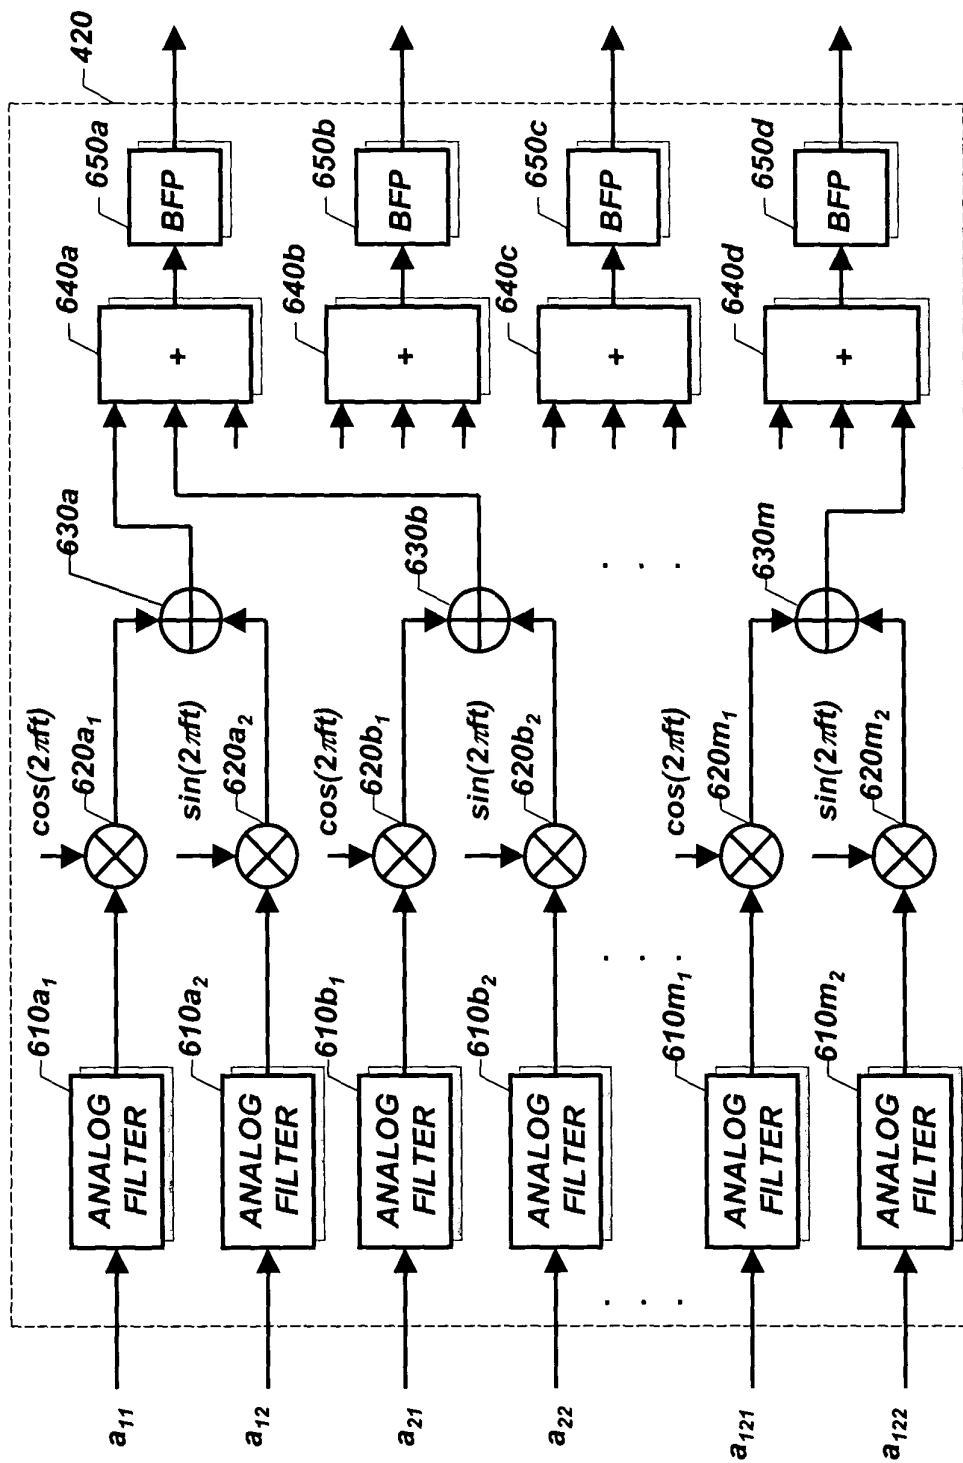 420
a₁₁
ANALOG
FILTER
610a₁
cos(2πft)
620a₁
630a
640a
+
650a
BFP
a₁₂
ANALOG
FILTER
610a₂
sin(2πft)
620a₂
a₂₁
ANALOG
FILTER
610b₁
cos(2πft)
620b₁
630b
640b
+
650b
BFP
a₂₂
ANALOG
FILTER
610b₂
sin(2πft)
620b₂
640c
+
650c
BFP
. . .
. . .
. . .
a₁₂₁
ANALOG
FILTER
610m₁
cos(2πft)
620m₁
630m
640d
+
650d
BFP
a₁₂₂
ANALOG
FILTER
610m₂
sin(2πft)
620m₂